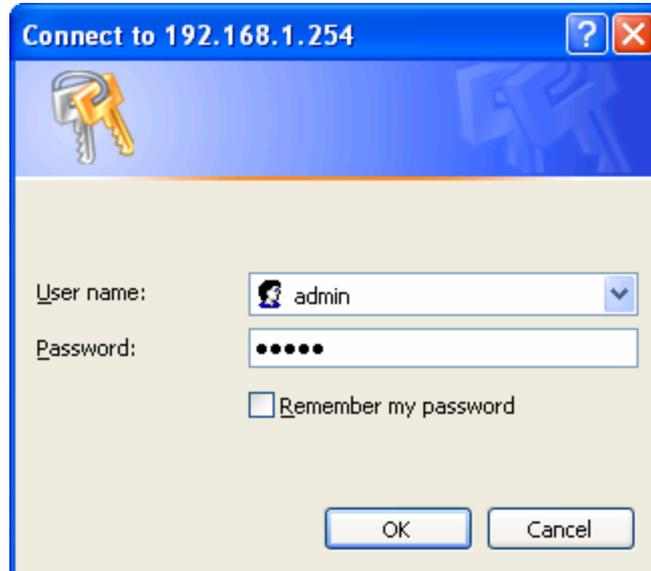 Connect to 192.168.1.254
User name:
admin
Password:
•••••
Remember my password
OK
Cancel